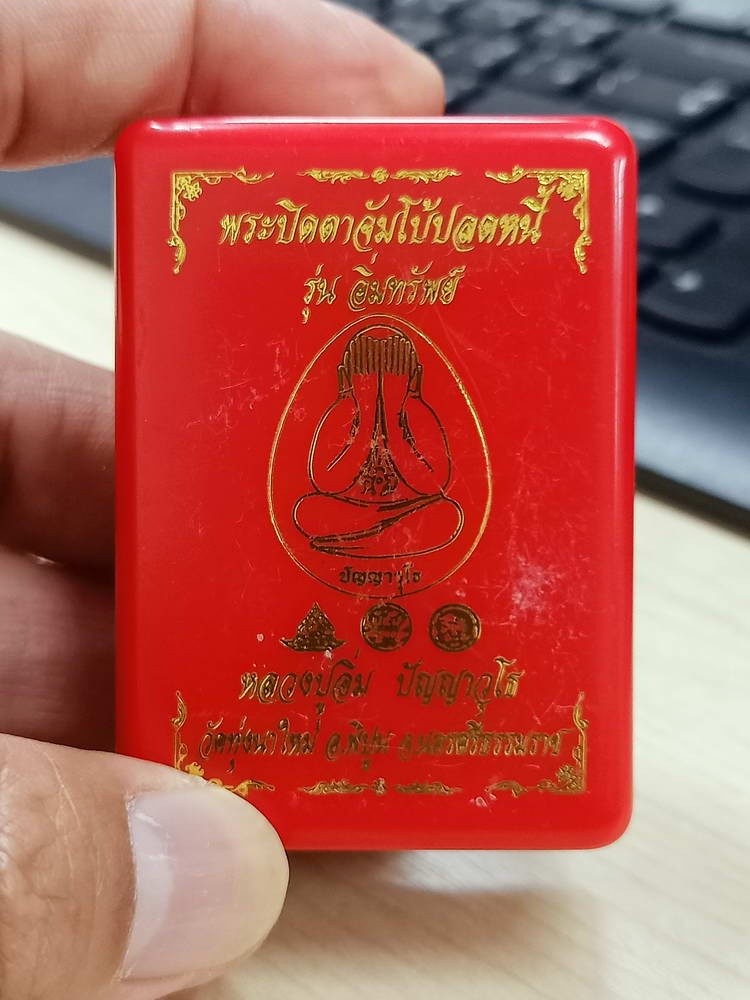 พระปิดตาจัมโบ้ปลดหนี้
รุ่น อิ่มทรัพย์
ปัญญาวุโธ
หลวงปู่อิ่ม ปัญญาวุโธ
วัดทุ่งนาใหม่ อ.พิปูน จ.นครศรีธรรมราช